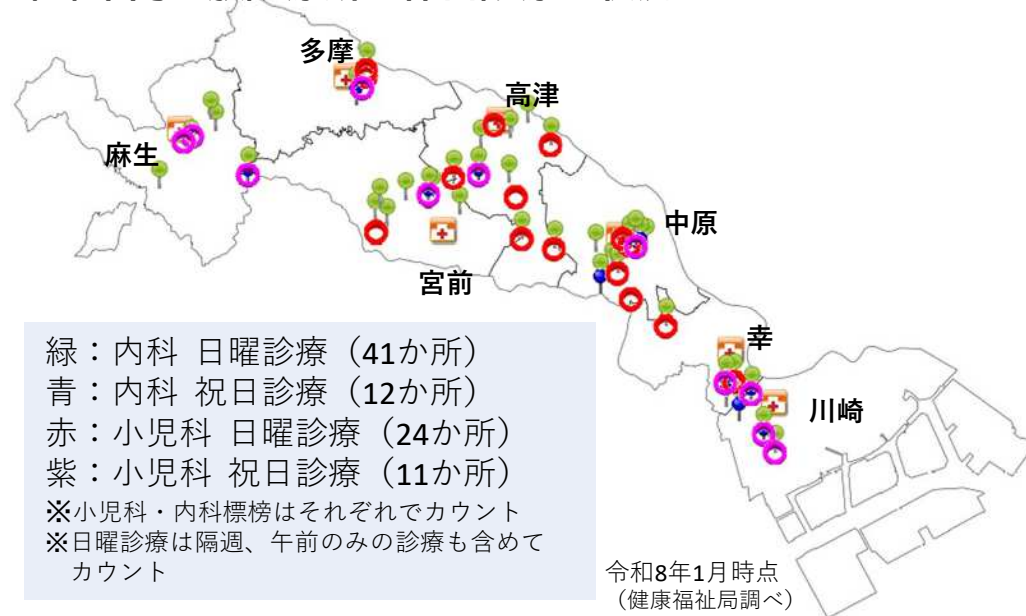 多摩
高津
麻生
中原
宮前
幸
川崎
緑：内科 日曜診療（41か所）
青：内科 祝日診療（12か所）
赤：小児科 日曜診療（24か所）
紫：小児科 祝日診療（11か所）
※小児科・内科標榜はそれぞれでカウント
※日曜診療は隔週、午前のみの診療も含めて
カウント
令和8年1月時点
（健康福祉局調べ）